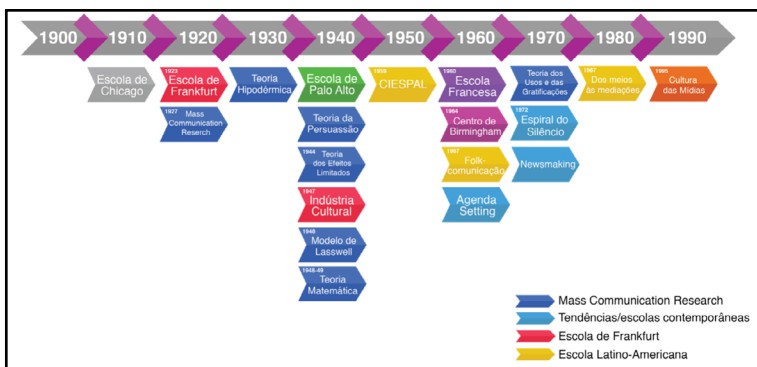 1900 1910 1920 1930 1940 1950 1960 1970 1980 1990
Escola de
Chicago
1923
Escola de
Frankfurt
Teoria
Hipodérmica
Escola de
Palo Alto
1959
CIESPAL
1960
Escola
Francesa
Teoria dos
Usos e das
Gratificações
1987
Dos meios
às mediações
1995
Cultura
das Mídias
1927
Mass
Communication
Reserch
Teoria da
Persuasão
1964
Centro de
Birmingham
1972
Espiral do
Silêncio
1944
Teoria
dos Efeitos
Limitados
1967
Folk-
comunicação
Newsmaking
1947
Indústria
Cultural
Agenda
Setting
1948
Modelo de
Lasswell
1948-49
Teoria
Matemática
Mass Communication Research
Tendências/escolas contemporâneas
Escola de Frankfurt
Escola Latino-Americana